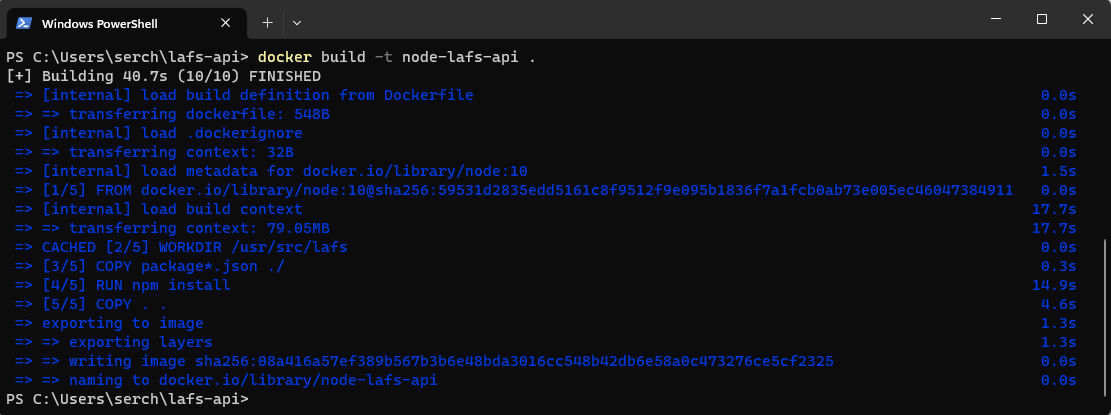 Windows PowerShell
PS C:\Users\serch\lafs-api> docker build -t node-lafs-api .
[+] Building 40.7s (10/10) FINISHED
=> [internal] load build definition from Dockerfile 0.0s
=> => transferring dockerfile: 548B 0.0s
=> [internal] load .dockerignore 0.0s
=> => transferring context: 32B 0.0s
=> [internal] load metadata for docker.io/library/node:10 1.5s
=> [1/5] FROM docker.io/library/node:10@sha256:59531d2835edd5161c8f9512f9e095b1836f7a1fcb0ab73e005ec46047384911 0.0s
=> [internal] load build context 17.7s
=> => transferring context: 79.05MB 17.7s
=> CACHED [2/5] WORKDIR /usr/src/lafs 0.0s
=> [3/5] COPY package*.json ./ 0.3s
=> [4/5] RUN npm install 14.9s
=> [5/5] COPY . . 4.6s
=> exporting to image 1.3s
=> => exporting layers 1.3s
=> => writing image sha256:08a416a57ef389b567b3b6e48bda3016cc548b42db6e58a0c473276ce5cf2325 0.0s
=> => naming to docker.io/library/node-lafs-api 0.0s
PS C:\Users\serch\lafs-api>